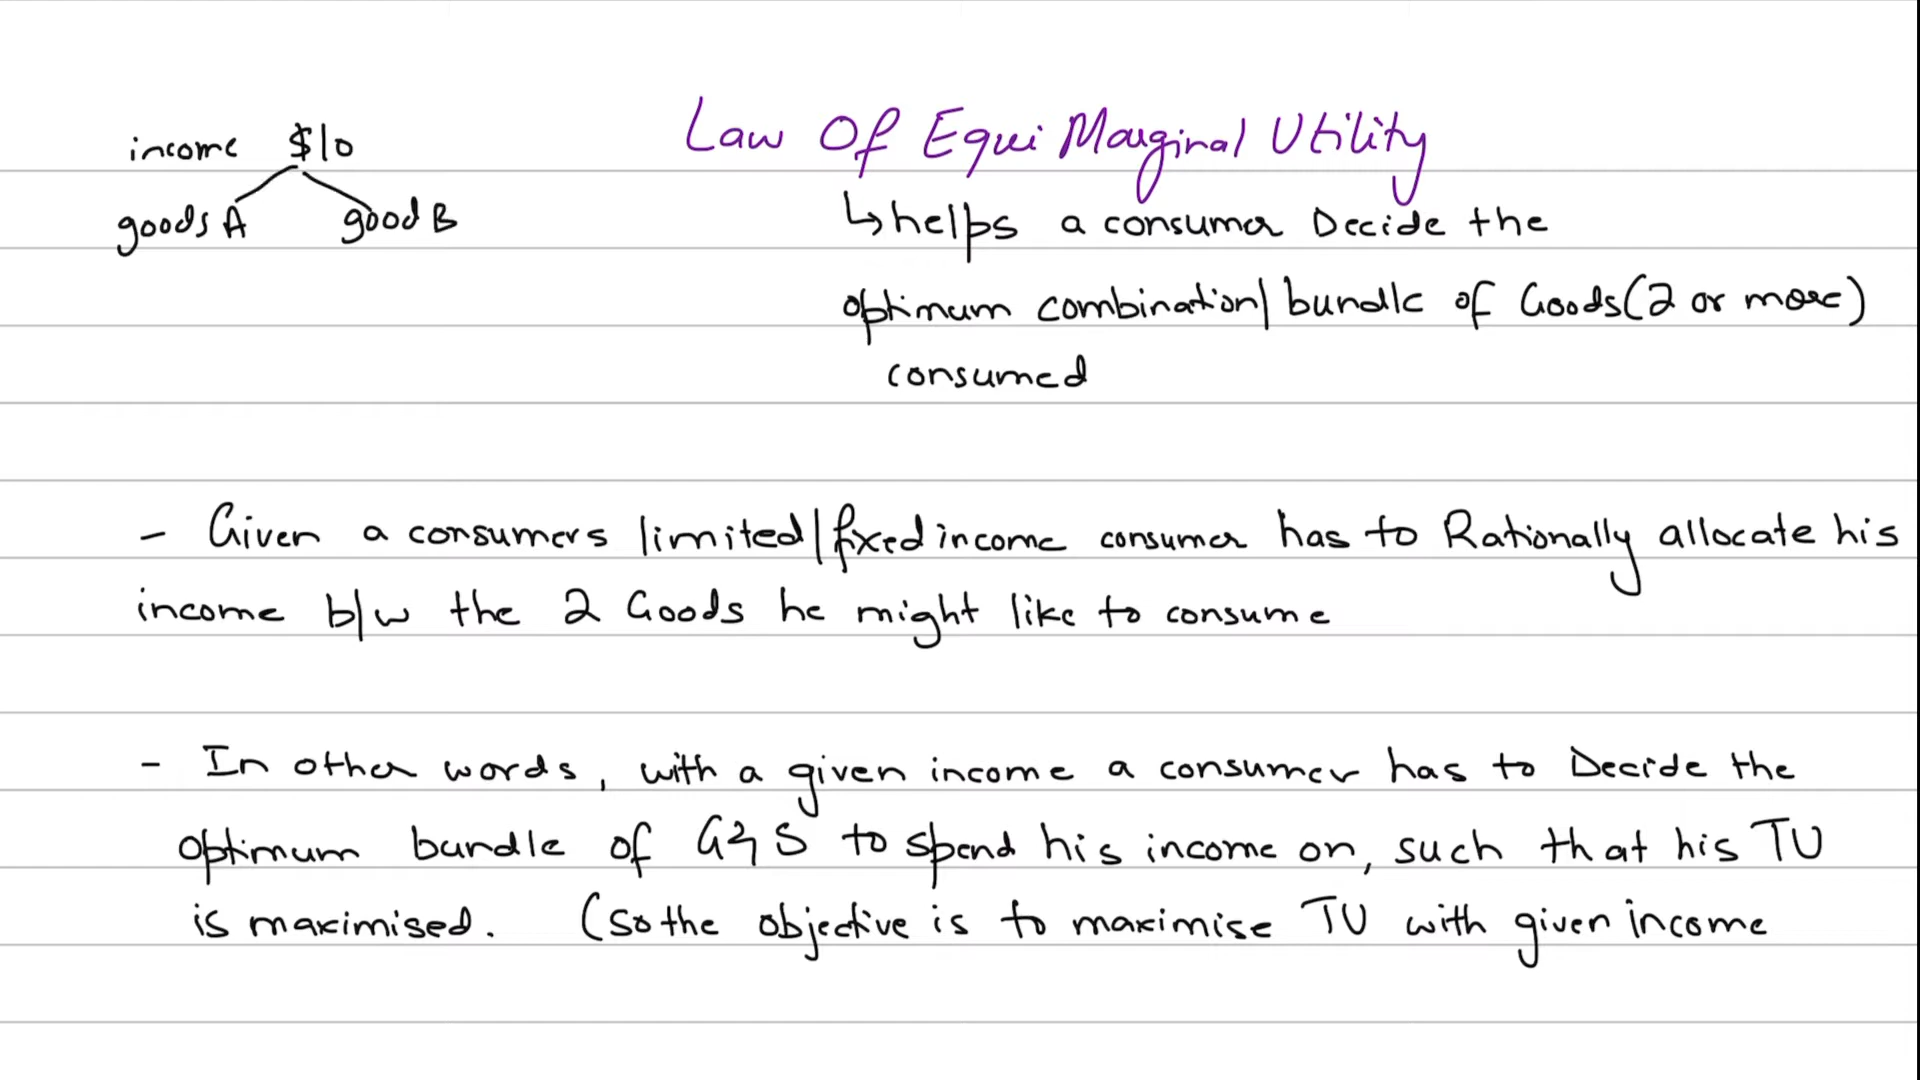 Law Of Equi Marginal Utility
income $10
goods A good B
↳ helps a consumer Decide the
optimum combination/bundle of Goods (2 or more)
consumed
- Given a consumers limited/fixed income consumer has to Rationally allocate his
income b/w the 2 Goods he might like to consume
- In other words, with a given income a consumer has to Decide the
optimum bundle of G & S to spend his income on, such that his TU
is maximised. (so the objective is to maximise TU with given income